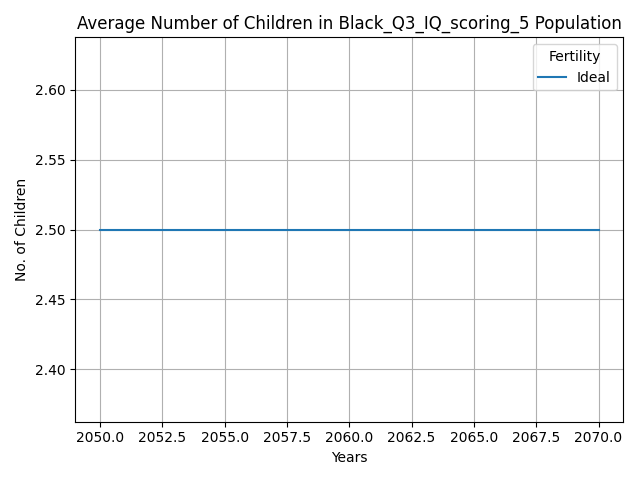 Average Number of Children in Black_Q3_IQ_scoring_5 Population
Fertility
Ideal
2.60
2.55
2.50
2.45
2.40
No. of Children
2050.0 2052.5 2055.0 2057.5 2060.0 2062.5 2065.0 2067.5 2070.0
Years